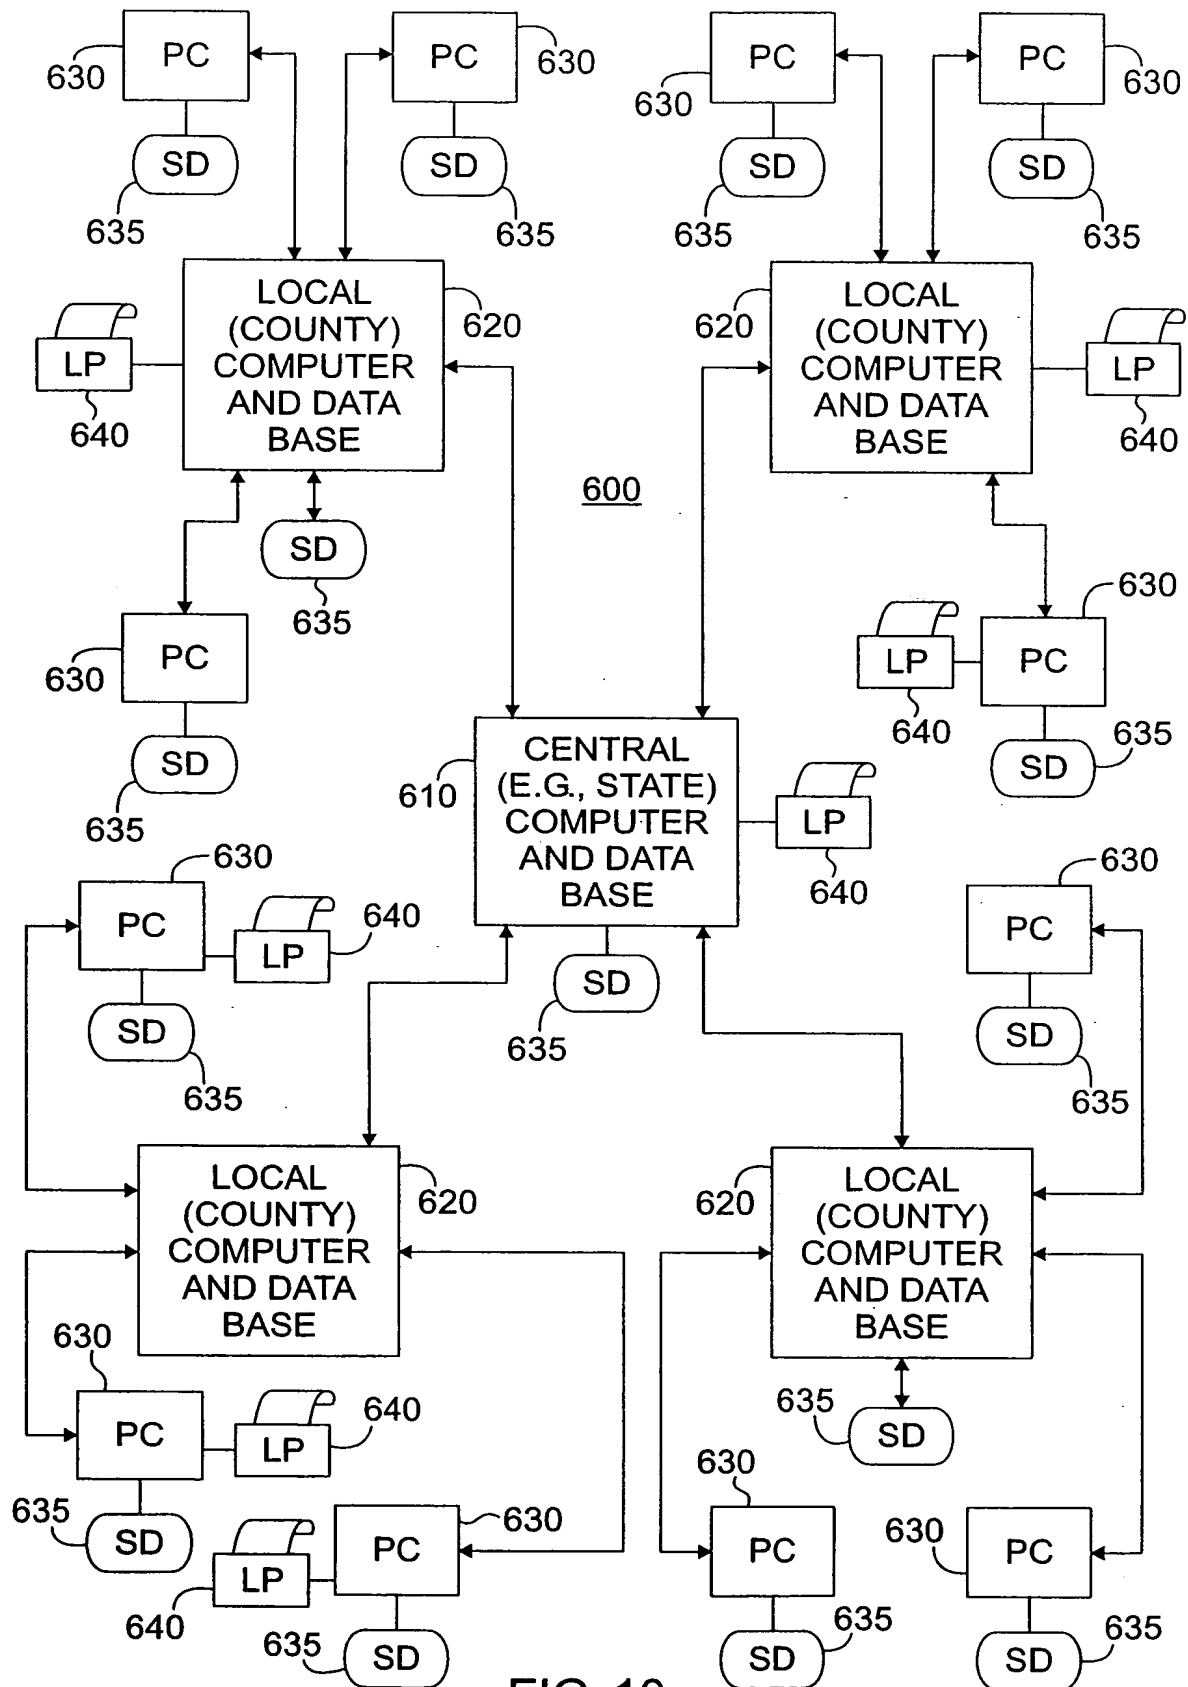 PC
630
PC
630
SD
635
SD
635
PC
630
PC
630
SD
635
SD
635
LOCAL
(COUNTY)
COMPUTER
AND DATA
BASE
620
LP
640
SD
635
PC
630
SD
635
LOCAL
(COUNTY)
COMPUTER
AND DATA
BASE
620
LP
640
600
PC
630
LP
640
SD
635
CENTRAL
(E.G., STATE)
COMPUTER
AND DATA
BASE
610
LP
640
SD
635
PC
630
LP
640
SD
635
PC
630
SD
635
LOCAL
(COUNTY)
COMPUTER
AND DATA
BASE
620
LOCAL
(COUNTY)
COMPUTER
AND DATA
BASE
620
SD
635
630
PC
LP
640
635
SD
PC
630
LP
640
635
SD
630
PC
635
SD
630
PC
635
SD